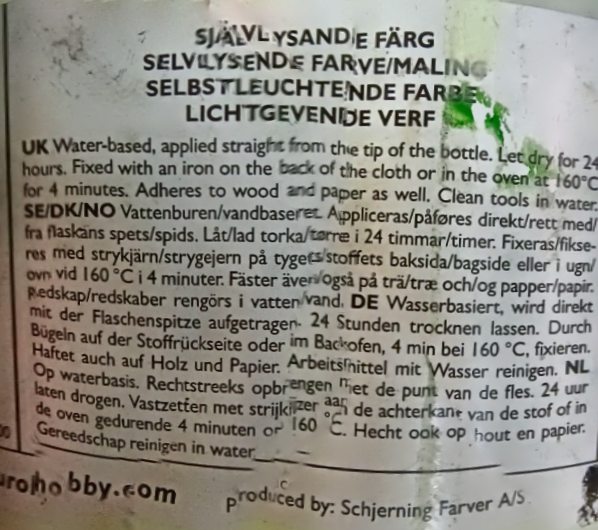 SJÄLVLYSANDE FÄRG
SELVLYSENDE FARVE/MALING
SELBSTLEUCHTENDE FARBE
LICHTGEVENDE VERF
UK Water-based, applied straight from the tip of the bottle. Let dry for 24
hours. Fixed with an iron on the back of the cloth or in the oven at 160°C
for 4 minutes. Adheres to wood and paper as well. Clean tools in water.
SE/DK/NO Vattenburen/vandbaseret. Appliceras/påføres direkt/rett med/
fra flaskans spets/spids. Låt/lad torka/tørre i 24 timmar/timer. Fixeras/fikse-
res med strykjärn/strygejern på tygets/stoffets baksida/bagside eller i ugn/
ovn vid 160 °C i 4 minuter. Fäster även/også på trä/træ och/og papper/papir.
Redskap/redskaber rengörs i vatten/vand. DE Wasserbasiert, wird direkt
mit der Flaschenspitze aufgetragen. 24 Stunden trocknen lassen. Durch
Bügeln auf der Stoffrückseite oder im Backofen, 4 min bei 160 °C, fixieren.
Haftet auch auf Holz und Papier. Arbeitsmittel mit Wasser reinigen. NL
Op waterbasis. Rechtstreeks opbrengen met de punt van de fles. 24 uur
laten drogen. Vastzetten met strijkijzer aan de achterkant van de stof of in
de oven gedurende 4 minuten op 160 °C. Hecht ook op hout en papier.
Gereedschap reinigen in water.
urohobby.com
produced by: Schjerning Farver A/S